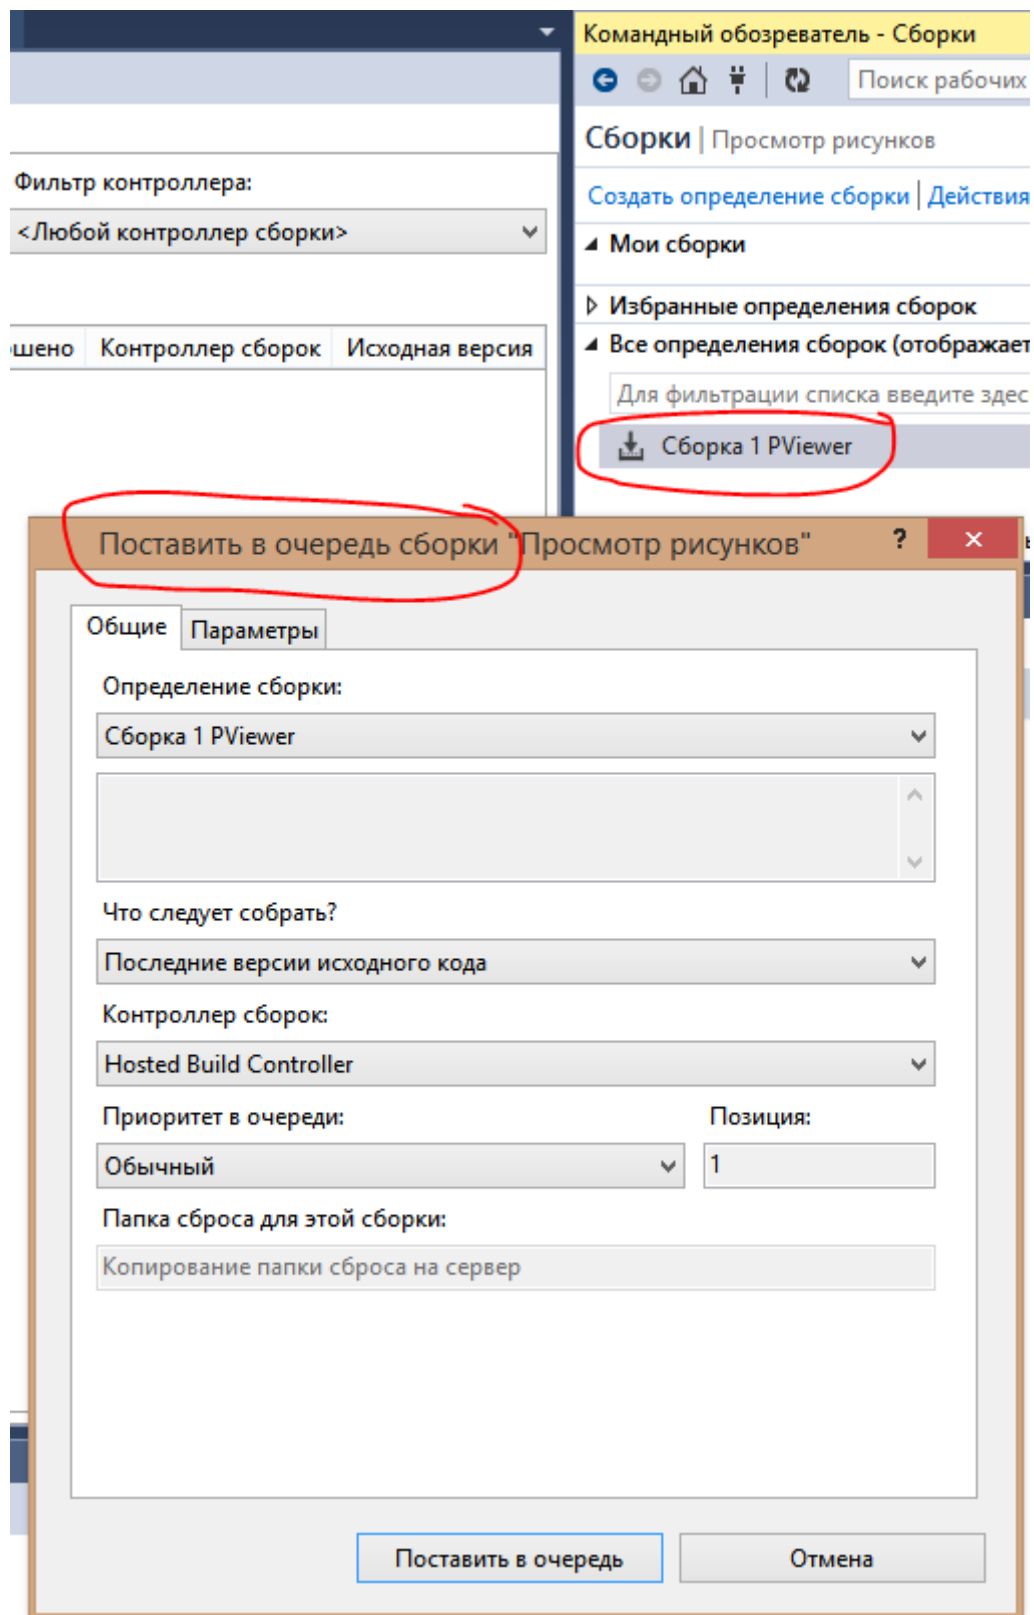 Командный обозреватель - Сборки
Поиск рабочих
Сборки | Просмотр рисунков
Создать определение сборки | Действия
Мои сборки
Избранные определения сборок
Все определения сборок (отображает
Для фильтрации списка введите здес
Сборка 1 PViewer
Фильтр контроллера:
<Любой контроллер сборки>
шено Контроллер сборок Исходная версия
Поставить в очередь сборки "Просмотр рисунков"
? ×
Общие Параметры
Определение сборки:
Сборка 1 PViewer
Что следует собрать?
Последние версии исходного кода
Контроллер сборок:
Hosted Build Controller
Приоритет в очереди: Позиция:
Обычный 1
Папка сброса для этой сборки:
Копирование папки сброса на сервер
Поставить в очередь Отмена